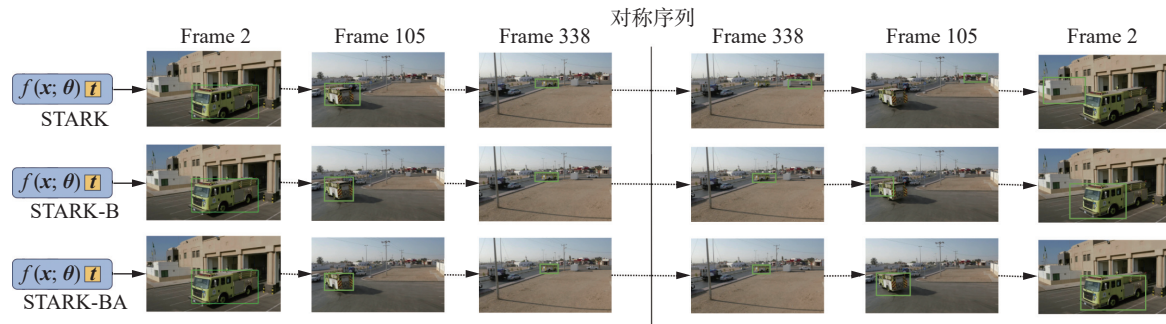 对称序列
Frame 2 Frame 105 Frame 338 Frame 338 Frame 105 Frame 2
f(x; θ) t
STARK
f(x; θ) t
STARK-B
f(x; θ) t
STARK-BA